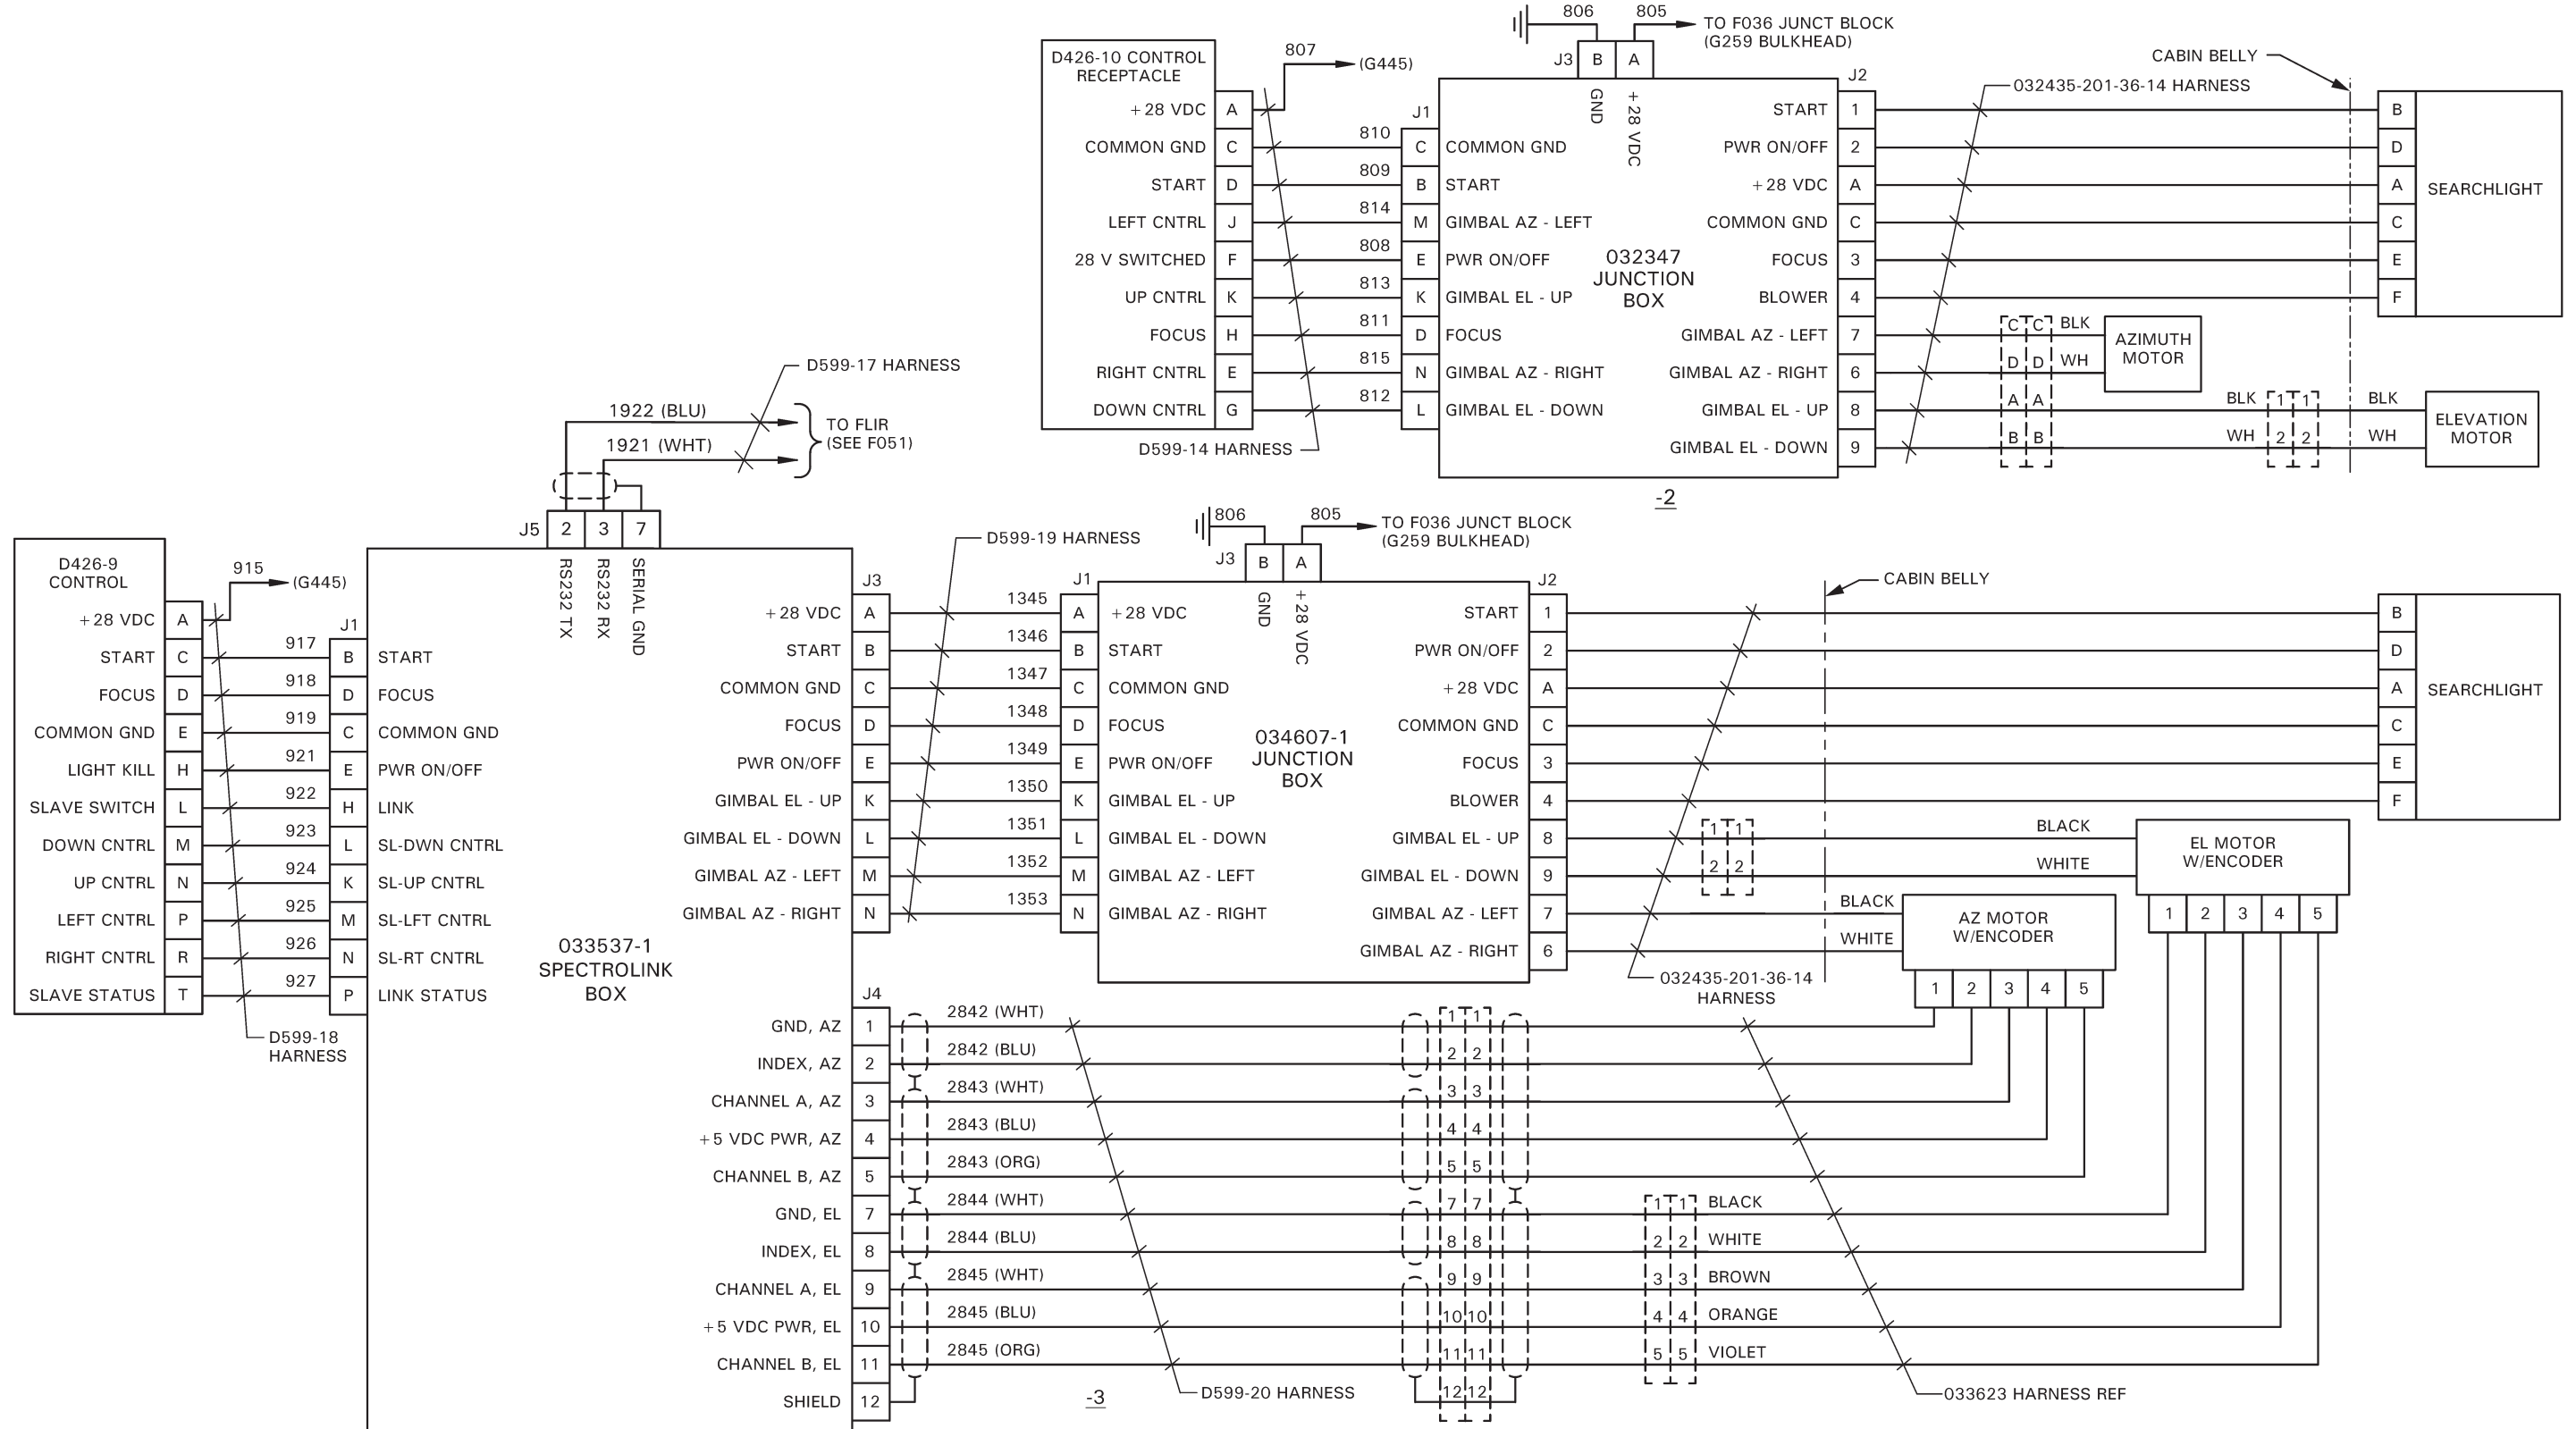 806
805
TO F036 JUNCT BLOCK
(G259 BULKHEAD)
J3
B
A
GND
+28 VDC
D426-10 CONTROL
RECEPTACLE
807
(G445)
+28 VDC A
COMMON GND C
START D
LEFT CNTRL J
28 V SWITCHED F
UP CNTRL K
FOCUS H
RIGHT CNTRL E
DOWN CNTRL G
D599-14 HARNESS
810
809
814
808
813
811
815
812
J1
C COMMON GND
B START
M GIMBAL AZ - LEFT
E PWR ON/OFF
K GIMBAL EL - UP
D FOCUS
N GIMBAL AZ - RIGHT
L GIMBAL EL - DOWN
032347
JUNCTION
BOX
J2
START 1
PWR ON/OFF 2
+28 VDC A
COMMON GND C
FOCUS 3
BLOWER 4
GIMBAL AZ - LEFT 7
GIMBAL AZ - RIGHT 6
GIMBAL EL - UP 8
GIMBAL EL - DOWN 9
032435-201-36-14 HARNESS
CABIN BELLY
B
D
A
C
E
F
SEARCHLIGHT
C C BLK
D D WH
A A
B B
AZIMUTH
MOTOR
BLK 1 1 BLK
WH 2 2 WH
ELEVATION
MOTOR
-2
D599-17 HARNESS
1922 (BLU)
1921 (WHT)
TO FLIR
(SEE F051)
J5 2 3 7
RS232 TX
RS232 RX
SERIAL GND
D426-9
CONTROL
915
(G445)
+28 VDC A
START C
FOCUS D
COMMON GND E
LIGHT KILL H
SLAVE SWITCH L
DOWN CNTRL M
UP CNTRL N
LEFT CNTRL P
RIGHT CNTRL R
SLAVE STATUS T
D599-18
HARNESS
917
918
919
921
922
923
924
925
926
927
J1
B START
D FOCUS
C COMMON GND
E PWR ON/OFF
H LINK
L SL-DWN CNTRL
K SL-UP CNTRL
M SL-LFT CNTRL
N SL-RT CNTRL
P LINK STATUS
033537-1
SPECTROLINK
BOX
J3
+28 VDC A
START B
COMMON GND C
FOCUS D
PWR ON/OFF E
GIMBAL EL - UP K
GIMBAL EL - DOWN L
GIMBAL AZ - LEFT M
GIMBAL AZ - RIGHT N
D599-19 HARNESS
1345
1346
1347
1348
1349
1350
1351
1352
1353
806
805
TO F036 JUNCT BLOCK
(G259 BULKHEAD)
J3
B
A
GND
+28 VDC
J1
A +28 VDC
B START
C COMMON GND
D FOCUS
E PWR ON/OFF
K GIMBAL EL - UP
L GIMBAL EL - DOWN
M GIMBAL AZ - LEFT
N GIMBAL AZ - RIGHT
034607-1
JUNCTION
BOX
J2
START 1
PWR ON/OFF 2
+28 VDC A
COMMON GND C
FOCUS 3
BLOWER 4
GIMBAL EL - UP 8
GIMBAL EL - DOWN 9
GIMBAL AZ - LEFT 7
GIMBAL AZ - RIGHT 6
CABIN BELLY
B
D
A
C
E
F
SEARCHLIGHT
1 1 BLACK
2 2 WHITE
EL MOTOR
W/ENCODER
1 2 3 4 5
BLACK
WHITE
AZ MOTOR
W/ENCODER
1 2 3 4 5
032435-201-36-14
HARNESS
J4
GND, AZ 1
INDEX, AZ 2
CHANNEL A, AZ 3
+5 VDC PWR, AZ 4
CHANNEL B, AZ 5
GND, EL 7
INDEX, EL 8
CHANNEL A, EL 9
+5 VDC PWR, EL 10
CHANNEL B, EL 11
SHIELD 12
2842 (WHT)
2842 (BLU)
2843 (WHT)
2843 (BLU)
2843 (ORG)
2844 (WHT)
2844 (BLU)
2845 (WHT)
2845 (BLU)
2845 (ORG)
-3
D599-20 HARNESS
1 1
2 2
3 3
4 4
5 5
7 7
8 8
9 9
10 10
11 11
12 12
1 1 BLACK
2 2 WHITE
3 3 BROWN
4 4 ORANGE
5 5 VIOLET
033623 HARNESS REF